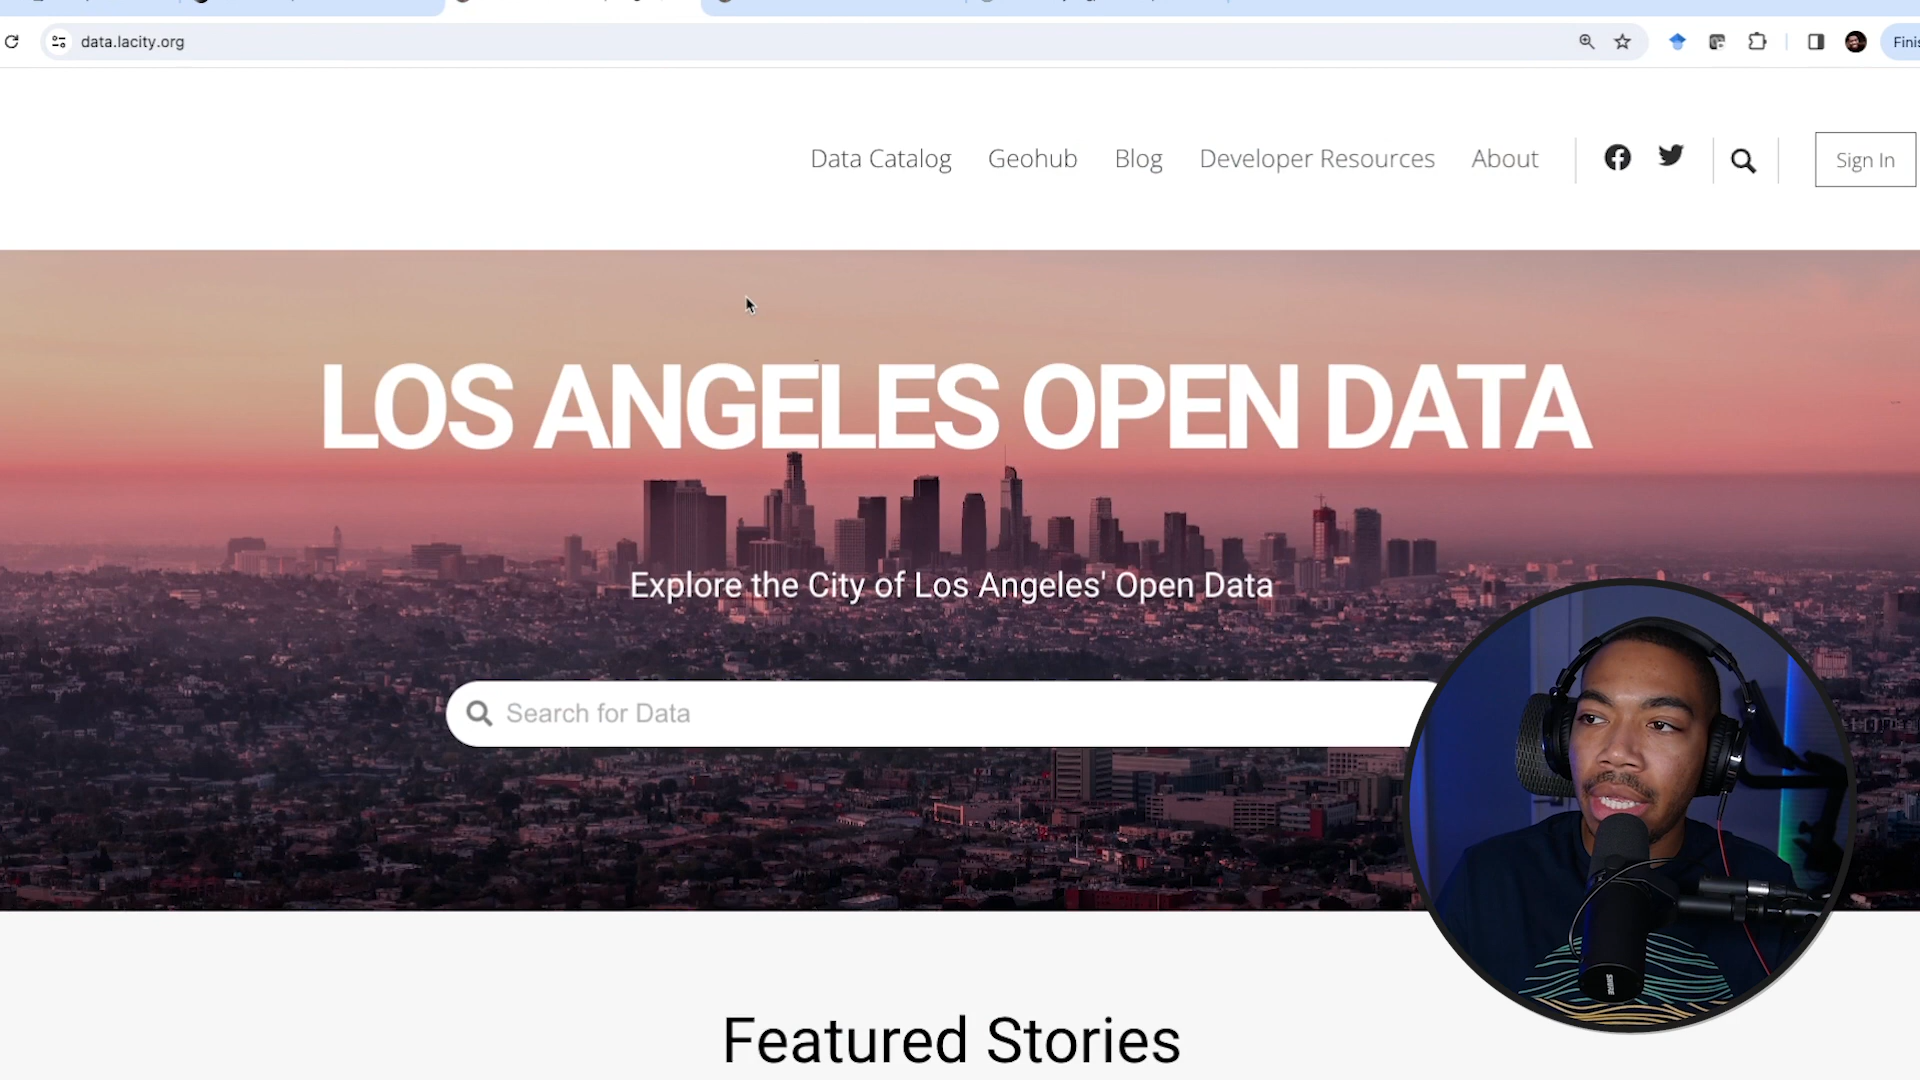 data.lacity.org
Finis
Data Catalog Geohub Blog Developer Resources About Sign In
LOS ANGELES OPEN DATA
Explore the City of Los Angeles' Open Data
Search for Data
SHURE
Featured Stories